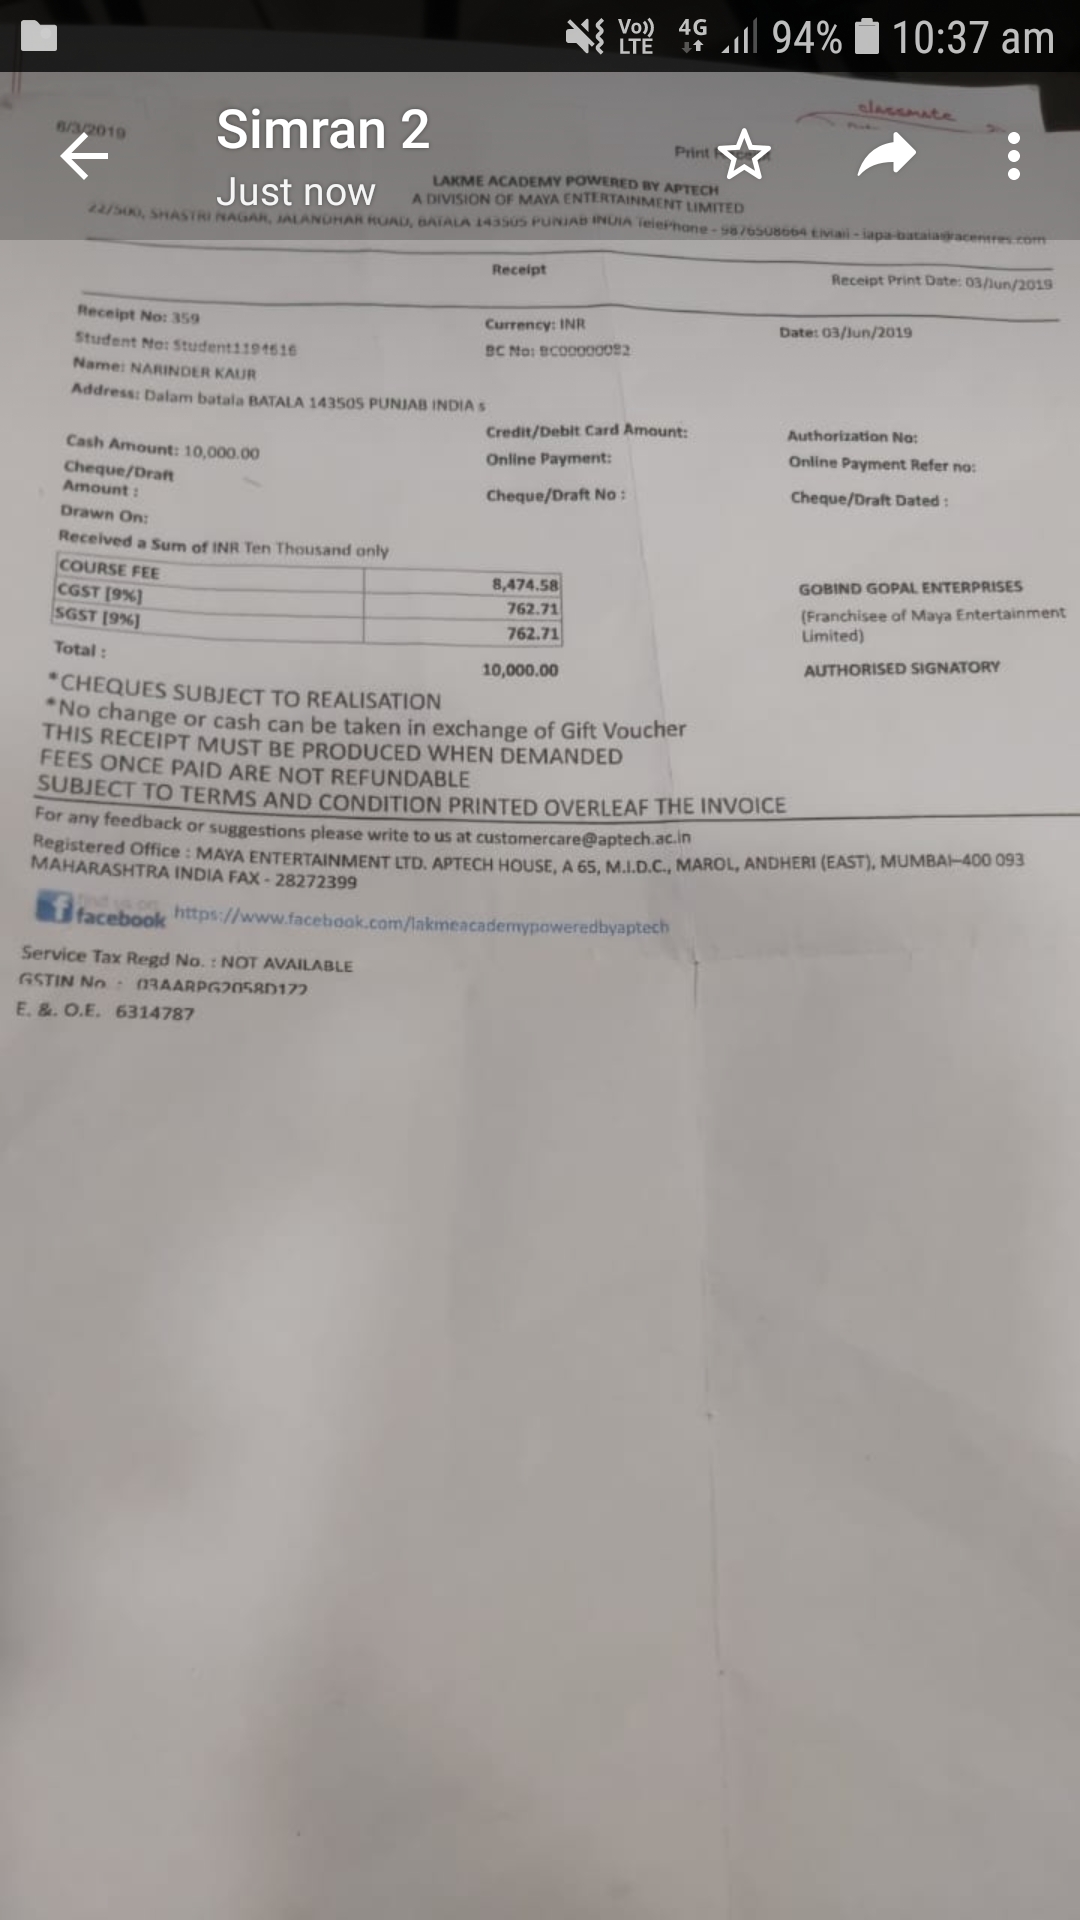 Vo)) LTE 4G 94% 10:37 am
classmate
6/3/2019
Simran 2
Print
Just now
LAKME ACADEMY POWERED BY APTECH
A DIVISION OF MAYA ENTERTAINMENT LIMITED
22/500, SHASTRI NAGAR, JALANDHAR ROAD, BATALA 143505 PUNJAB INDIA TelePhone - 9876508664 EMail - lapa-batala@racentres.com
Receipt
Receipt Print Date: 03/Jun/2019
Receipt No: 359 Currency: INR Date: 03/Jun/2019
Student No: Student1194616 BC No: BC00000082
Name: NARINDER KAUR
Address: Dalam batala BATALA 143505 PUNJAB INDIA s
Cash Amount: 10,000.00 Credit/Debit Card Amount: Authorization No:
Cheque/Draft Online Payment: Online Payment Refer no:
Amount : Cheque/Draft No : Cheque/Draft Dated :
Drawn On:
Received a Sum of INR Ten Thousand only
COURSE FEE 8,474.58
CGST [9%] 762.71
SGST [9%] 762.71
Total : 10,000.00
GOBIND GOPAL ENTERPRISES
(Franchisee of Maya Entertainment
Limited)
AUTHORISED SIGNATORY
*CHEQUES SUBJECT TO REALISATION
*No change or cash can be taken in exchange of Gift Voucher
THIS RECEIPT MUST BE PRODUCED WHEN DEMANDED
FEES ONCE PAID ARE NOT REFUNDABLE
SUBJECT TO TERMS AND CONDITION PRINTED OVERLEAF THE INVOICE
For any feedback or suggestions please write to us at customercare@aptech.ac.in
Registered Office : MAYA ENTERTAINMENT LTD. APTECH HOUSE, A 65, M.I.D.C., MAROL, ANDHERI (EAST), MUMBAI-400 093
MAHARASHTRA INDIA FAX - 28272399
find us on
facebook https://www.facebook.com/lakmeacademypoweredbyaptech
Service Tax Regd No. : NOT AVAILABLE
GSTIN No. : 03AARPG2058D1Z2
E. &. O.E. 6314787